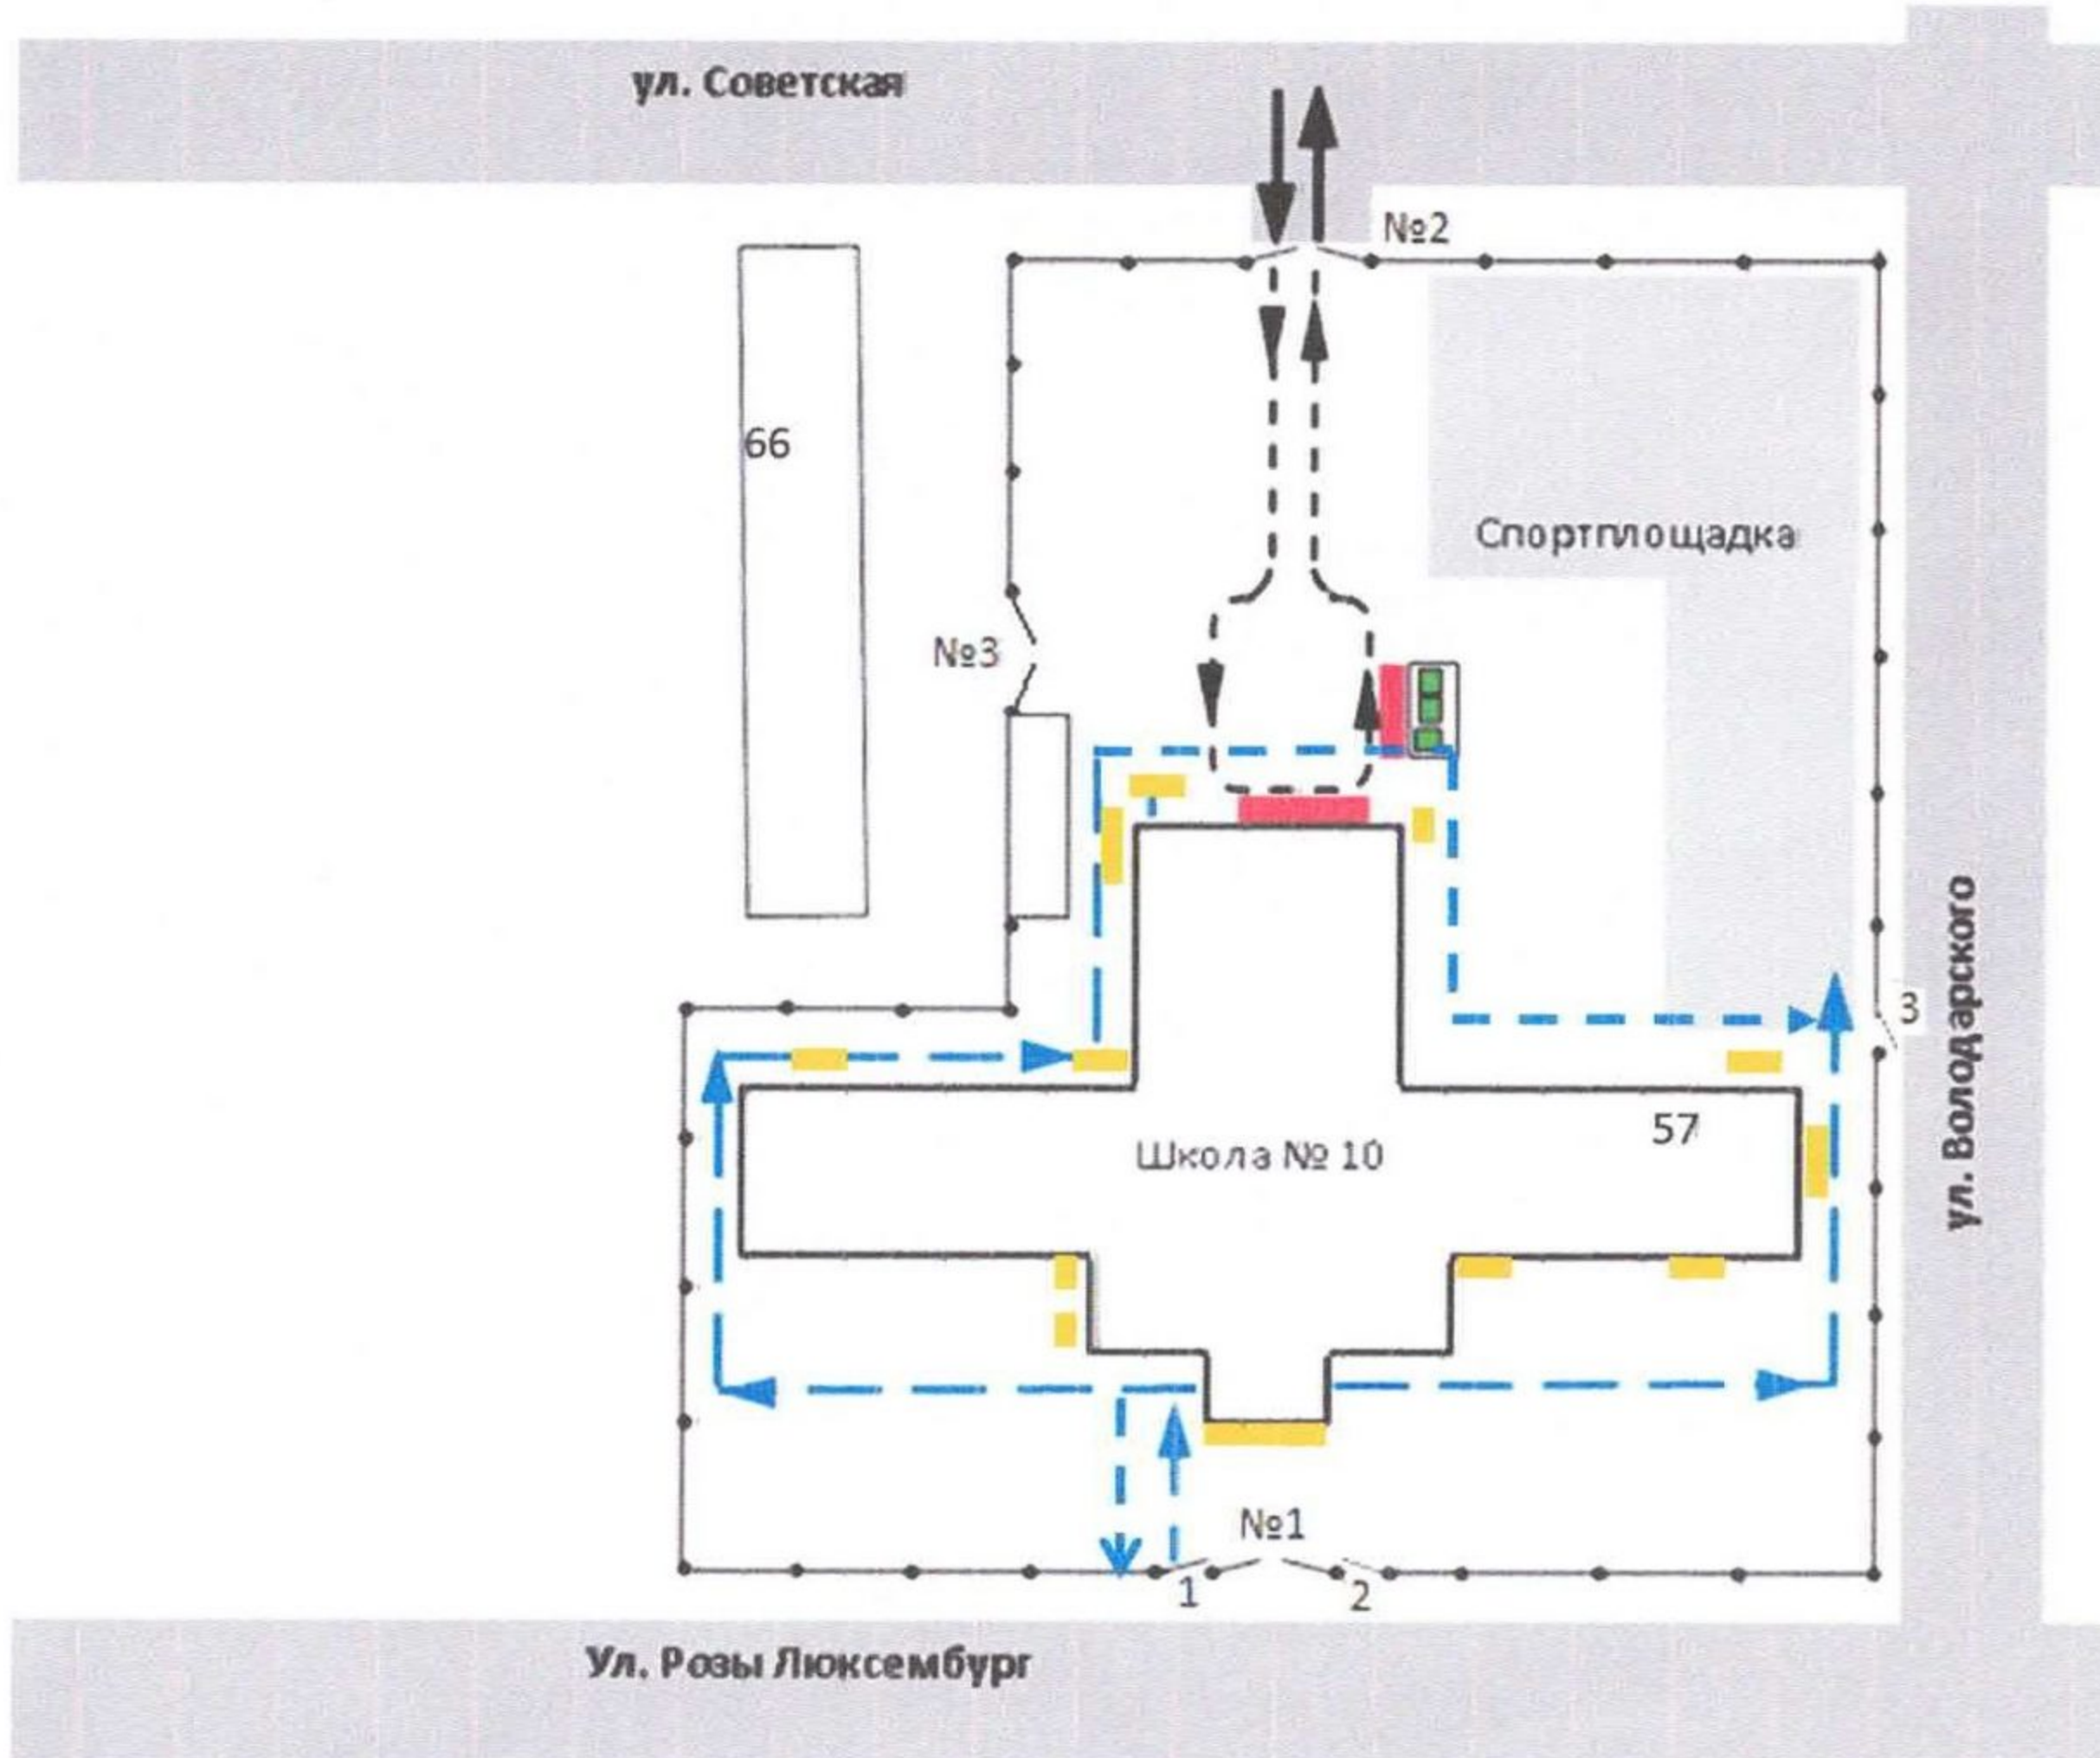 ул. Советская
№2
66
Спортплощадка
№3
3
ул. Володарского
57
Школа № 10
№1
1
2
Ул. Розы Люксембург